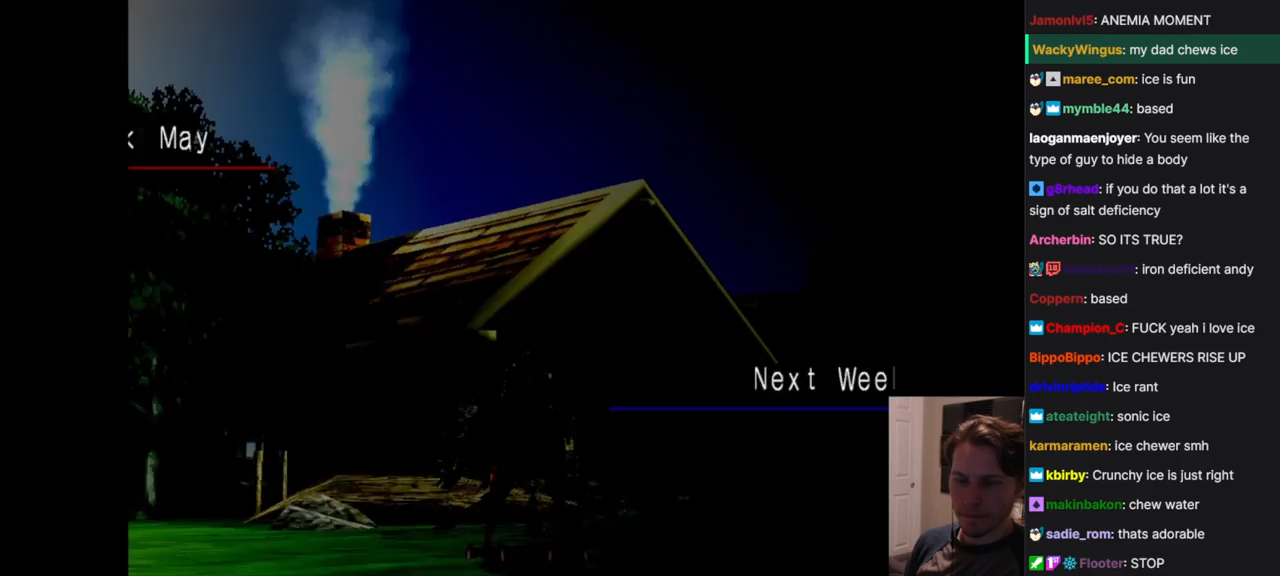 k May
Next Wee
Jamonlvl5: ANEMIA MOMENT
WackyWingus: my dad chews ice
maree_com: ice is fun
mymble44: based
laoganmaenjoyer: You seem like the
type of guy to hide a body
g8rhead: if you do that a lot it's a
sign of salt deficiency
Archerbin: SO ITS TRUE?
: iron deficient andy
Coppern: based
Champion_C: FUCK yeah i love ice
BippoBippo: ICE CHEWERS RISE UP
drivinriptide: Ice rant
ateateight: sonic ice
karmaramen: ice chewer smh
kbirby: Crunchy ice is just right
makinbakon: chew water
sadie_rom: thats adorable
Flooter: STOP